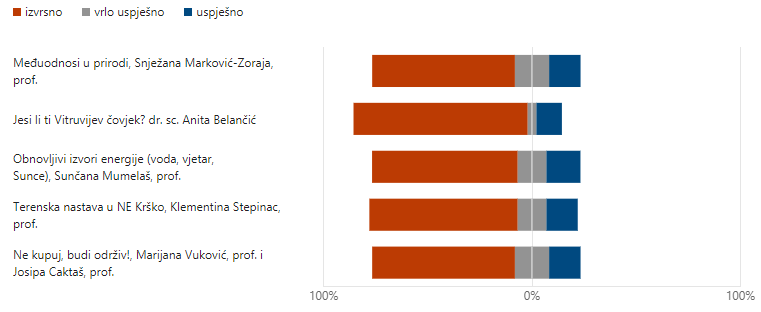 izvrsno vrlo uspješno uspješno
Međuodnosi u prirodi, Snježana Marković-Zoraja,
prof.
Jesi li ti Vitruvijev čovjek? dr. sc. Anita Belančić
Obnovljivi izvori energije (voda, vjetar,
Sunce), Sunčana Mumelaš, prof.
Terenska nastava u NE Krško, Klementina Stepinac,
prof.
Ne kupuj, budi održiv!, Marijana Vuković, prof. i
Josipa Caktaš, prof.
100% 0% 100%